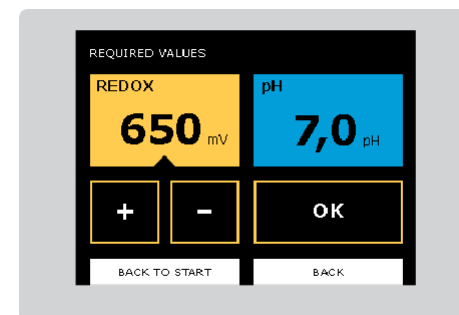 REQUIRED VALUES
REDOX
650 mV
pH
7,0 pH
+
-
OK
BACK TO START
BACK